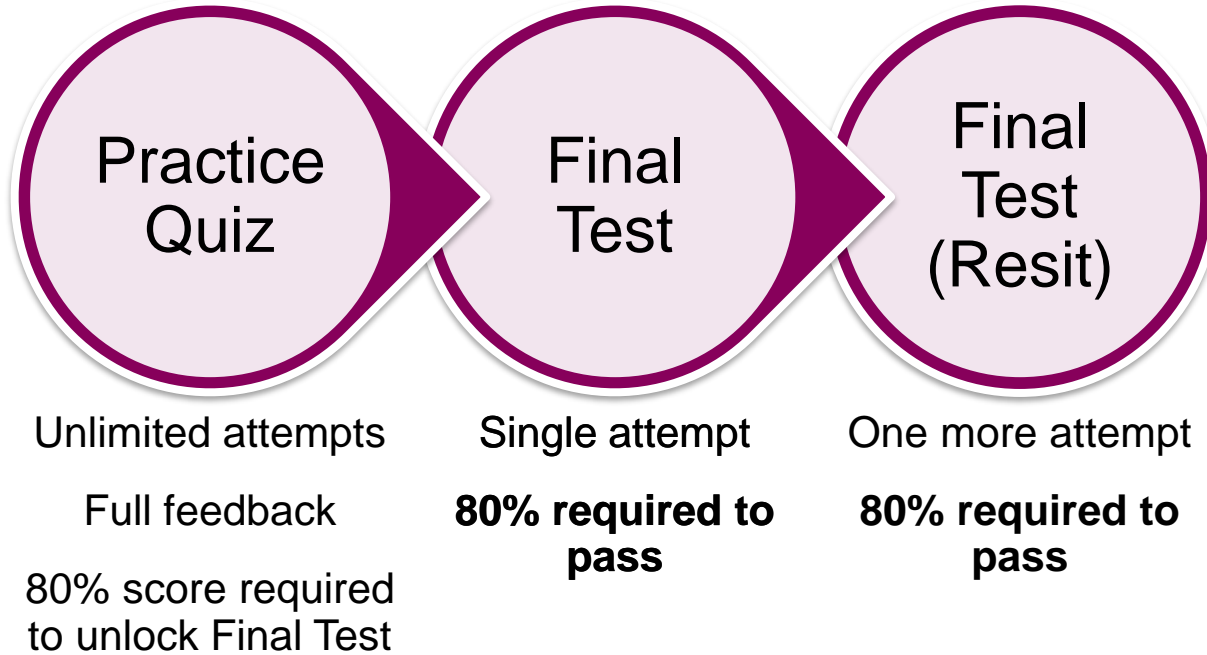 Practice
Quiz
Unlimited attempts
Full feedback
80% score required
to unlock Final Test
Final
Test
Single attempt
80% required to
pass
Final
Test
(Resit)
One more attempt
80% required to
pass